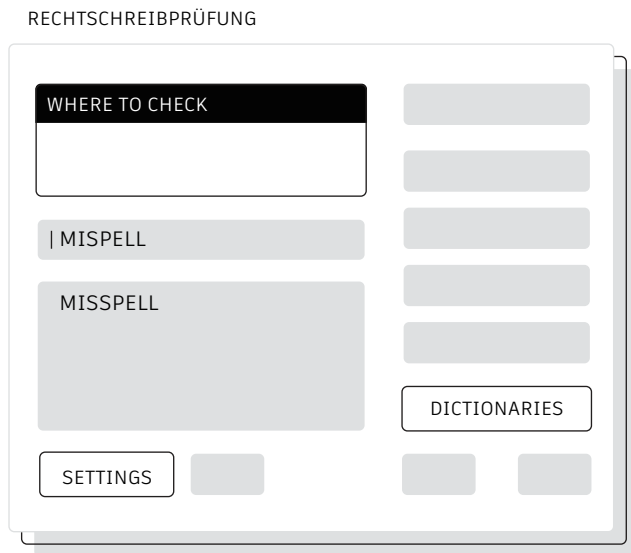 RECHTSCHREIBPRÜFUNG
WHERE TO CHECK
| MISPELL
MISSPELL
DICTIONARIES
SETTINGS